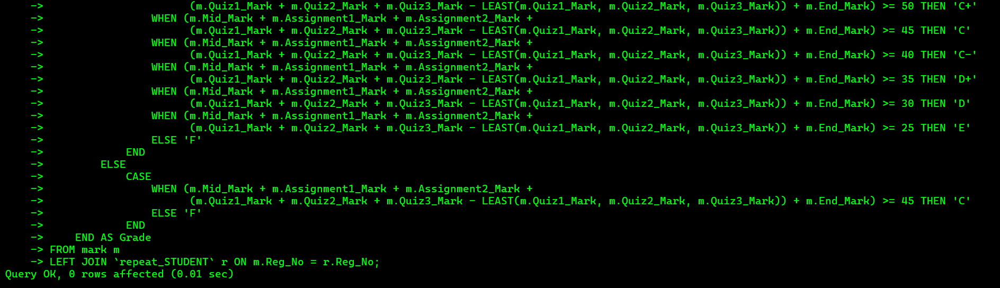 ->                       (m.Quiz1_Mark + m.Quiz2_Mark + m.Quiz3_Mark - LEAST(m.Quiz1_Mark, m.Quiz2_Mark, m.Quiz3_Mark)) + m.End_Mark) >= 50 THEN 'C+'
    ->                 WHEN (m.Mid_Mark + m.Assignment1_Mark + m.Assignment2_Mark +
    ->                       (m.Quiz1_Mark + m.Quiz2_Mark + m.Quiz3_Mark - LEAST(m.Quiz1_Mark, m.Quiz2_Mark, m.Quiz3_Mark)) + m.End_Mark) >= 45 THEN 'C'
    ->                 WHEN (m.Mid_Mark + m.Assignment1_Mark + m.Assignment2_Mark +
    ->                       (m.Quiz1_Mark + m.Quiz2_Mark + m.Quiz3_Mark - LEAST(m.Quiz1_Mark, m.Quiz2_Mark, m.Quiz3_Mark)) + m.End_Mark) >= 40 THEN 'C-'
    ->                 WHEN (m.Mid_Mark + m.Assignment1_Mark + m.Assignment2_Mark +
    ->                       (m.Quiz1_Mark + m.Quiz2_Mark + m.Quiz3_Mark - LEAST(m.Quiz1_Mark, m.Quiz2_Mark, m.Quiz3_Mark)) + m.End_Mark) >= 35 THEN 'D+'
    ->                 WHEN (m.Mid_Mark + m.Assignment1_Mark + m.Assignment2_Mark +
    ->                       (m.Quiz1_Mark + m.Quiz2_Mark + m.Quiz3_Mark - LEAST(m.Quiz1_Mark, m.Quiz2_Mark, m.Quiz3_Mark)) + m.End_Mark) >= 30 THEN 'D'
    ->                 WHEN (m.Mid_Mark + m.Assignment1_Mark + m.Assignment2_Mark +
    ->                       (m.Quiz1_Mark + m.Quiz2_Mark + m.Quiz3_Mark - LEAST(m.Quiz1_Mark, m.Quiz2_Mark, m.Quiz3_Mark)) + m.End_Mark) >= 25 THEN 'E'
    ->                 ELSE 'F'
    ->             END
    ->         ELSE
    ->             CASE
    ->                 WHEN (m.Mid_Mark + m.Assignment1_Mark + m.Assignment2_Mark +
    ->                       (m.Quiz1_Mark + m.Quiz2_Mark + m.Quiz3_Mark - LEAST(m.Quiz1_Mark, m.Quiz2_Mark, m.Quiz3_Mark)) + m.End_Mark) >= 45 THEN 'C'
    ->                 ELSE 'F'
    ->             END
    ->     END AS Grade
    -> FROM mark m
    -> LEFT JOIN `repeat_STUDENT` r ON m.Reg_No = r.Reg_No;
Query OK, 0 rows affected (0.01 sec)